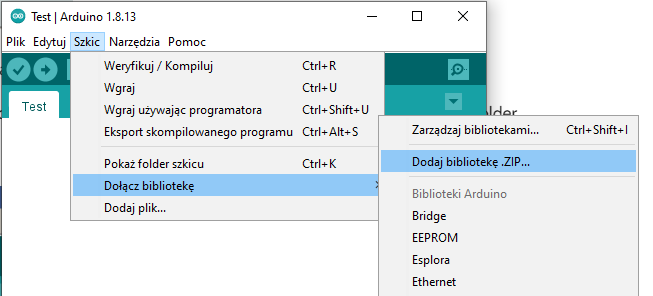 Test | Arduino 1.8.13
Plik Edytuj Szkic Narzędzia Pomoc
Weryfikuj / Kompiluj Ctrl+R
Wgraj Ctrl+U
Wgraj używając programatora Ctrl+Shift+U
Eksport skompilowanego programu Ctrl+Alt+S
Pokaż folder szkicu Ctrl+K
Dołącz bibliotekę
Dodaj plik...
Test
Zarządzaj bibliotekami... Ctrl+Shift+I
Dodaj bibliotekę .ZIP...
Biblioteki Arduino
Bridge
EEPROM
Esplora
Ethernet